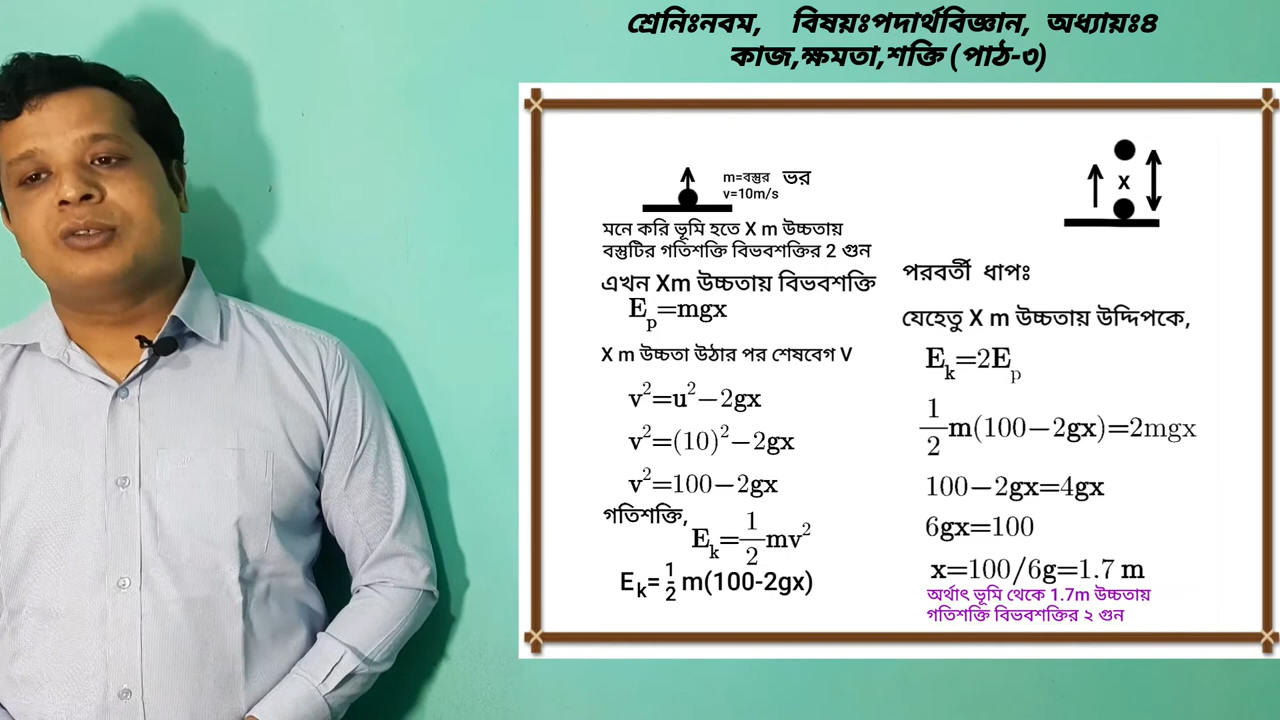 শ্রেনিঃনবম, বিষয়ঃপদার্থবিজ্ঞান, অধ্যায়ঃ৪
কাজ,ক্ষমতা,শক্তি (পাঠ-৩)
m=বস্তুর ভর
v=10m/s
মনে করি ভূমি হতে X m উচ্চতায়
বস্তুটির গতিশক্তি বিভবশক্তির 2 গুন
এখন Xm উচ্চতায় বিভবশক্তি
Eₚ=mgx
X m উচ্চতা উঠার পর শেষবেগ V
v²=u²−2gx
v²=(10)²−2gx
v²=100−2gx
গতিশক্তি,
Eₖ=1/2 mv²
Eₖ=1/2 m(100-2gx)
X
পরবর্তী ধাপঃ
যেহেতু X m উচ্চতায় উদ্দিপকে,
Eₖ=2Eₚ
1/2 m(100−2gx)=2mgx
100−2gx=4gx
6gx=100
x=100/6g=1.7 m
অর্থাৎ ভূমি থেকে 1.7m উচ্চতায়
গতিশক্তি বিভবশক্তির ২ গুন